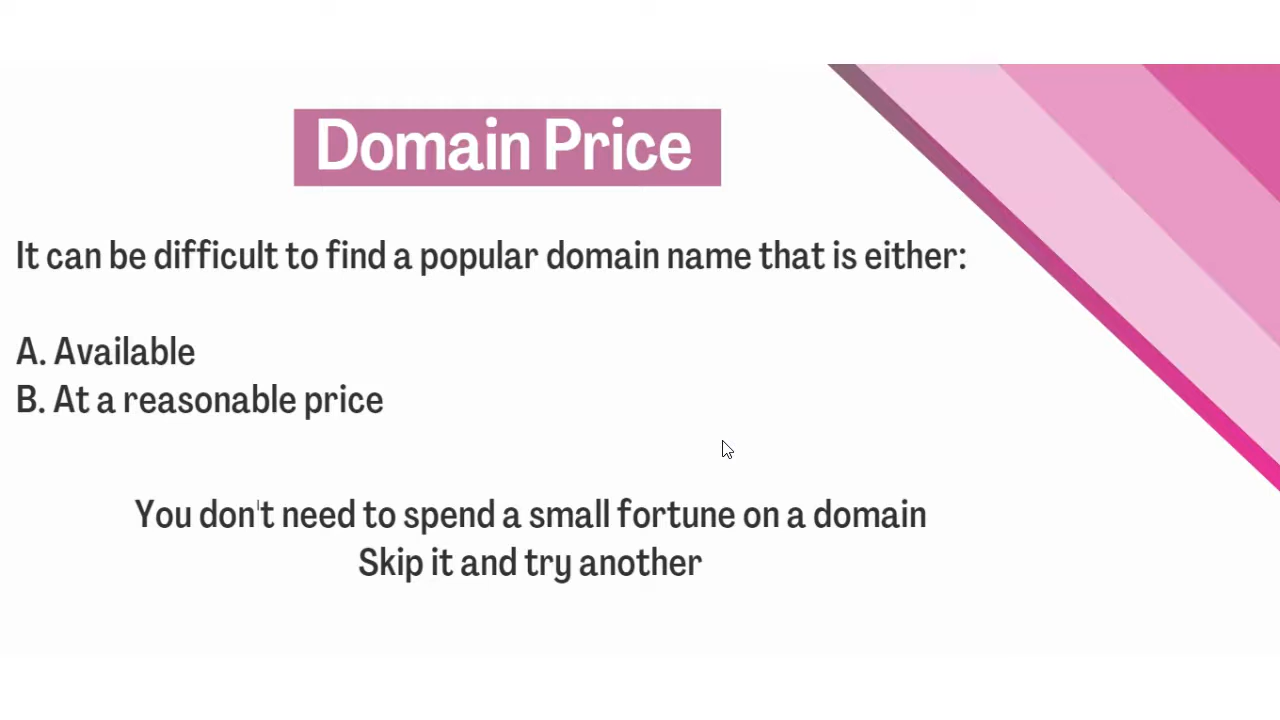 Domain Price
It can be difficult to find a popular domain name that is either:
A. Available
B. At a reasonable price
You don't need to spend a small fortune on a domain
Skip it and try another